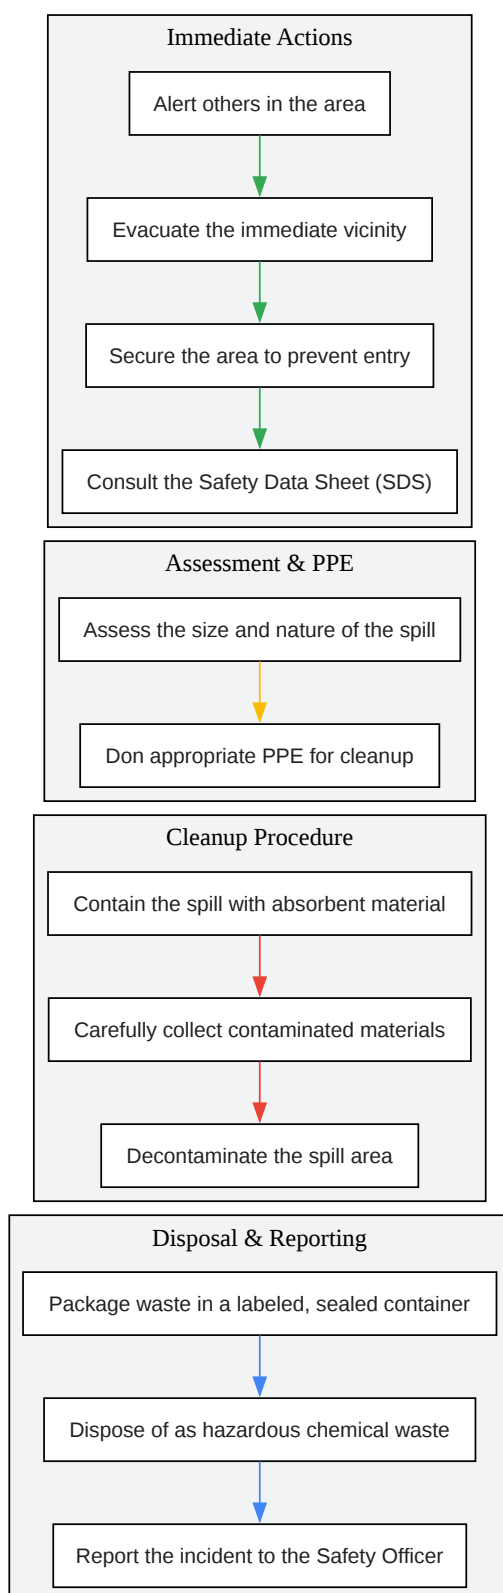 Immediate Actions
Alert others in the area
Evacuate the immediate vicinity
Secure the area to prevent entry
Consult the Safety Data Sheet (SDS)
Assessment & PPE
Assess the size and nature of the spill
Don appropriate PPE for cleanup
Cleanup Procedure
Contain the spill with absorbent material
Carefully collect contaminated materials
Decontaminate the spill area
Disposal & Reporting
Package waste in a labeled, sealed container
Dispose of as hazardous chemical waste
Report the incident to the Safety Officer